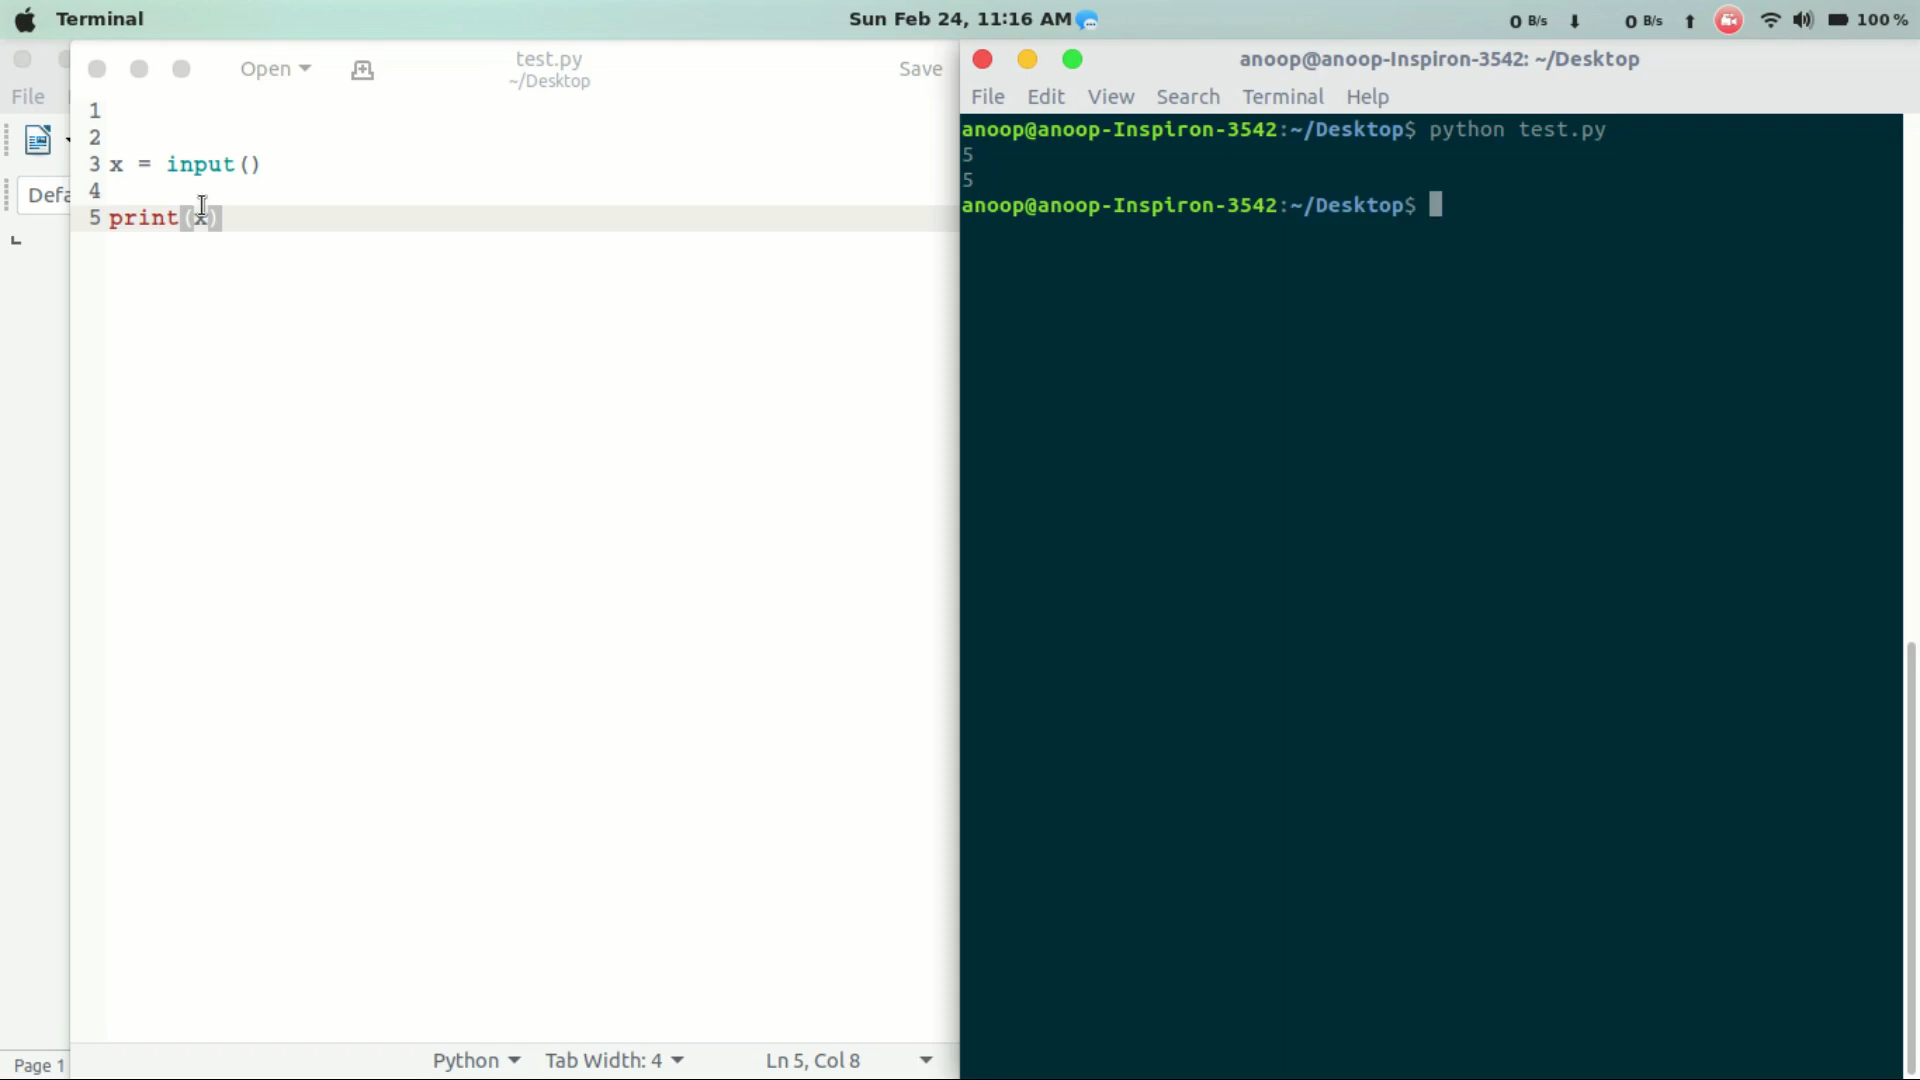 Terminal
Sun Feb 24, 11:16 AM
0 B/s
0 B/s
100 %
File
Defa
Page 1
Open
test.py
~/Desktop
Save
1
2
3 x = input()
4
5 print(x)
Python
Tab Width: 4
Ln 5, Col 8
anoop@anoop-Inspiron-3542: ~/Desktop
File Edit View Search Terminal Help
anoop@anoop-Inspiron-3542:~/Desktop$ python test.py
5
5
anoop@anoop-Inspiron-3542:~/Desktop$